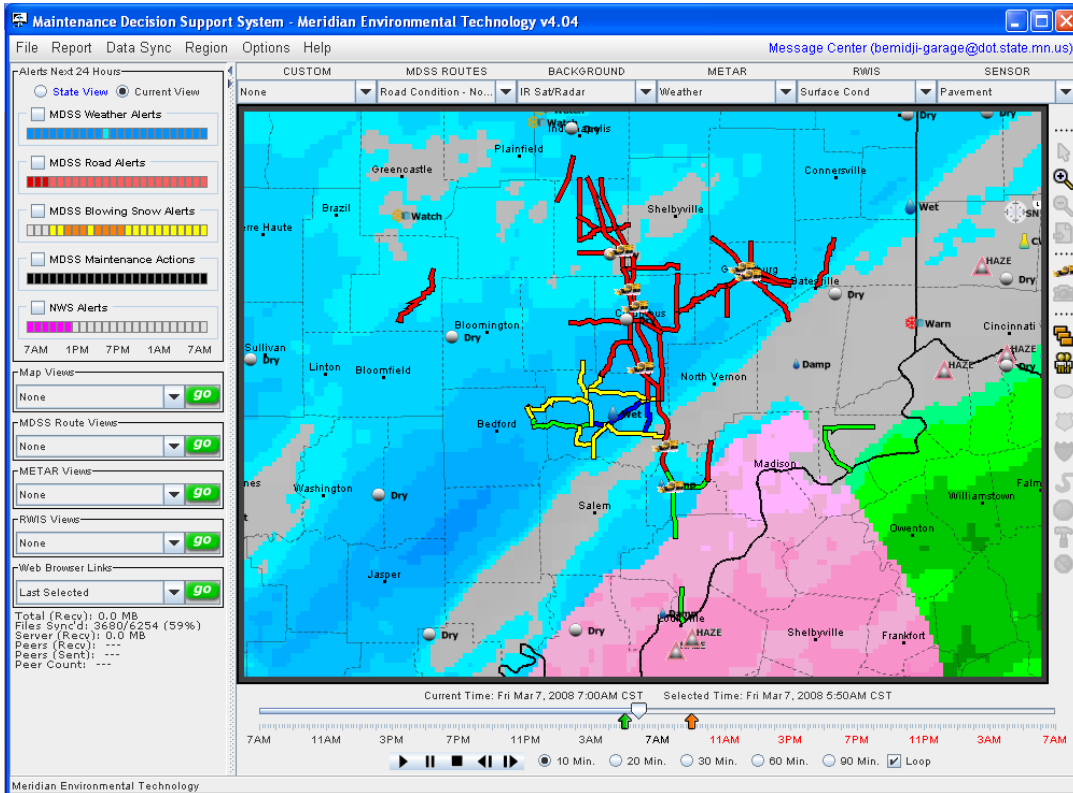 Maintenance Decision Support System - Meridian Environmental Technology v4.04
File Report Data Sync Region Options Help
Message Center (bemidji-garage@dot.state.mn.us)
Alerts Next 24 Hours
State View Current View
MDSS Weather Alerts
MDSS Road Alerts
MDSS Blowing Snow Alerts
MDSS Maintenance Actions
NWS Alerts
7AM 1PM 7PM 1AM 7AM
Map Views
None go
MDSS Route Views
None go
METAR Views
None go
RWIS Views
None go
Web Browser Links
Last Selected go
Total (Recv): 0.0 MB
Files Sync'd: 3680/6254 (59%)
Server (Recv): 0.0 MB
Peers (Recv): ---
Peers (Sent): ---
Peer Count: ---
CUSTOM MDSS ROUTES BACKGROUND METAR RWIS SENSOR
None Road Condition - No... IR Sat/Radar Weather Surface Cond Pavement
Dry
Dry
Dry
Plainfield
Greencastle
Connersville
Brazil
Watch
Shelbyville
Wet
erre Haute
HAZE
Batesville
Dry
Dry
Bloomington
Dry
Warn
Cincinnati
Sullivan
Dry
Linton
Bloomfield
North Vernon
Damp
HAZE
HAZE
Dry
Bedford
Wet
Madison
Washington
Dry
Salem
Williamstown
Owenton
Jasper
Dry
Dry
HAZE
Shelbyville
Frankfort
Current Time: Fri Mar 7, 2008 7:00AM CST Selected Time: Fri Mar 7, 2008 5:50AM CST
7AM 11AM 3PM 7PM 11PM 3AM 7AM 11AM 3PM 7PM 11PM 3AM 7AM
10 Min. 20 Min. 30 Min. 60 Min. 90 Min. Loop
Meridian Environmental Technology